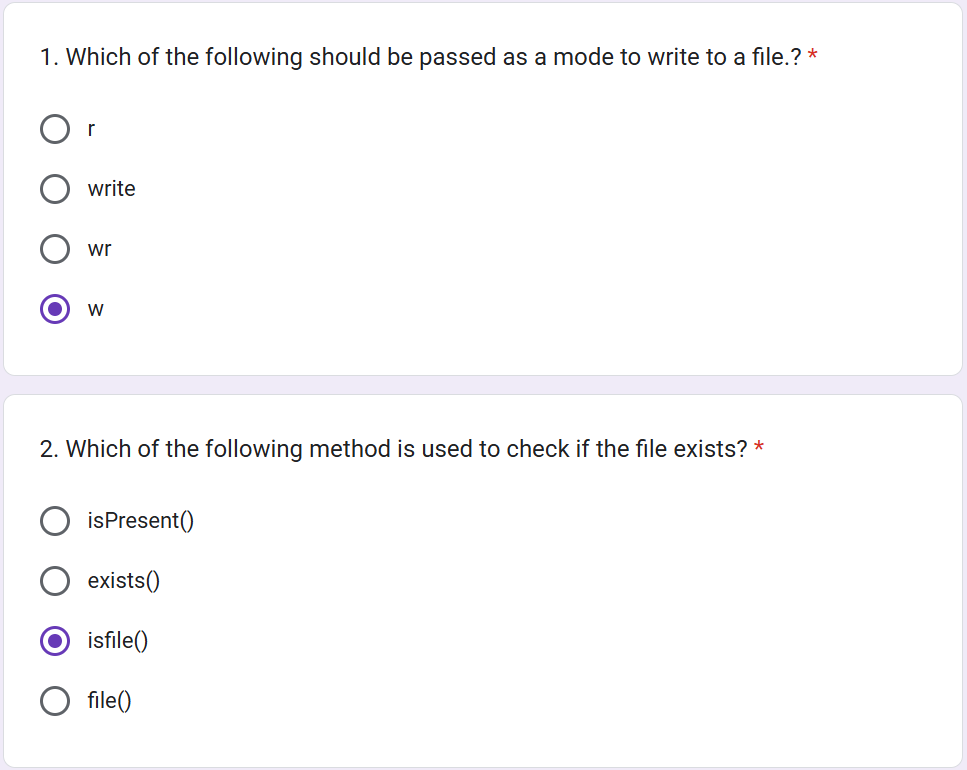 1. Which of the following should be passed as a mode to write to a file.? *
r
write
wr
w
2. Which of the following method is used to check if the file exists? *
isPresent()
exists()
isfile()
file()